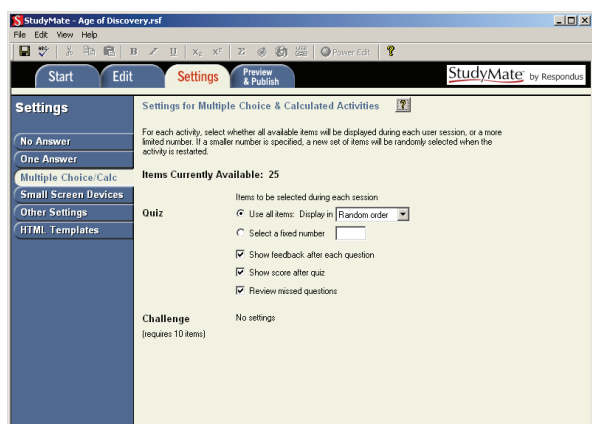 StudyMate - Age of Discovery.rsf
File Edit View Help
B I U X₂ X² Σ Power Edit
Start Edit Settings Preview & Publish StudyMate by Respondus
Settings
No Answer
One Answer
Multiple Choice/Calc
Small Screen Devices
Other Settings
HTML Templates
Settings for Multiple Choice & Calculated Activities
For each activity, select whether all available items will be displayed during each user session, or a more
limited number. If a smaller number is specified, a new set of items will be randomly selected when the
activity is restarted.
Items Currently Available: 25
Items to be selected during each session
Quiz Use all items: Display in Random order
Select a fixed number
Show feedback after each question
Show score after quiz
Review missed questions
Challenge No settings
(requires 10 items)